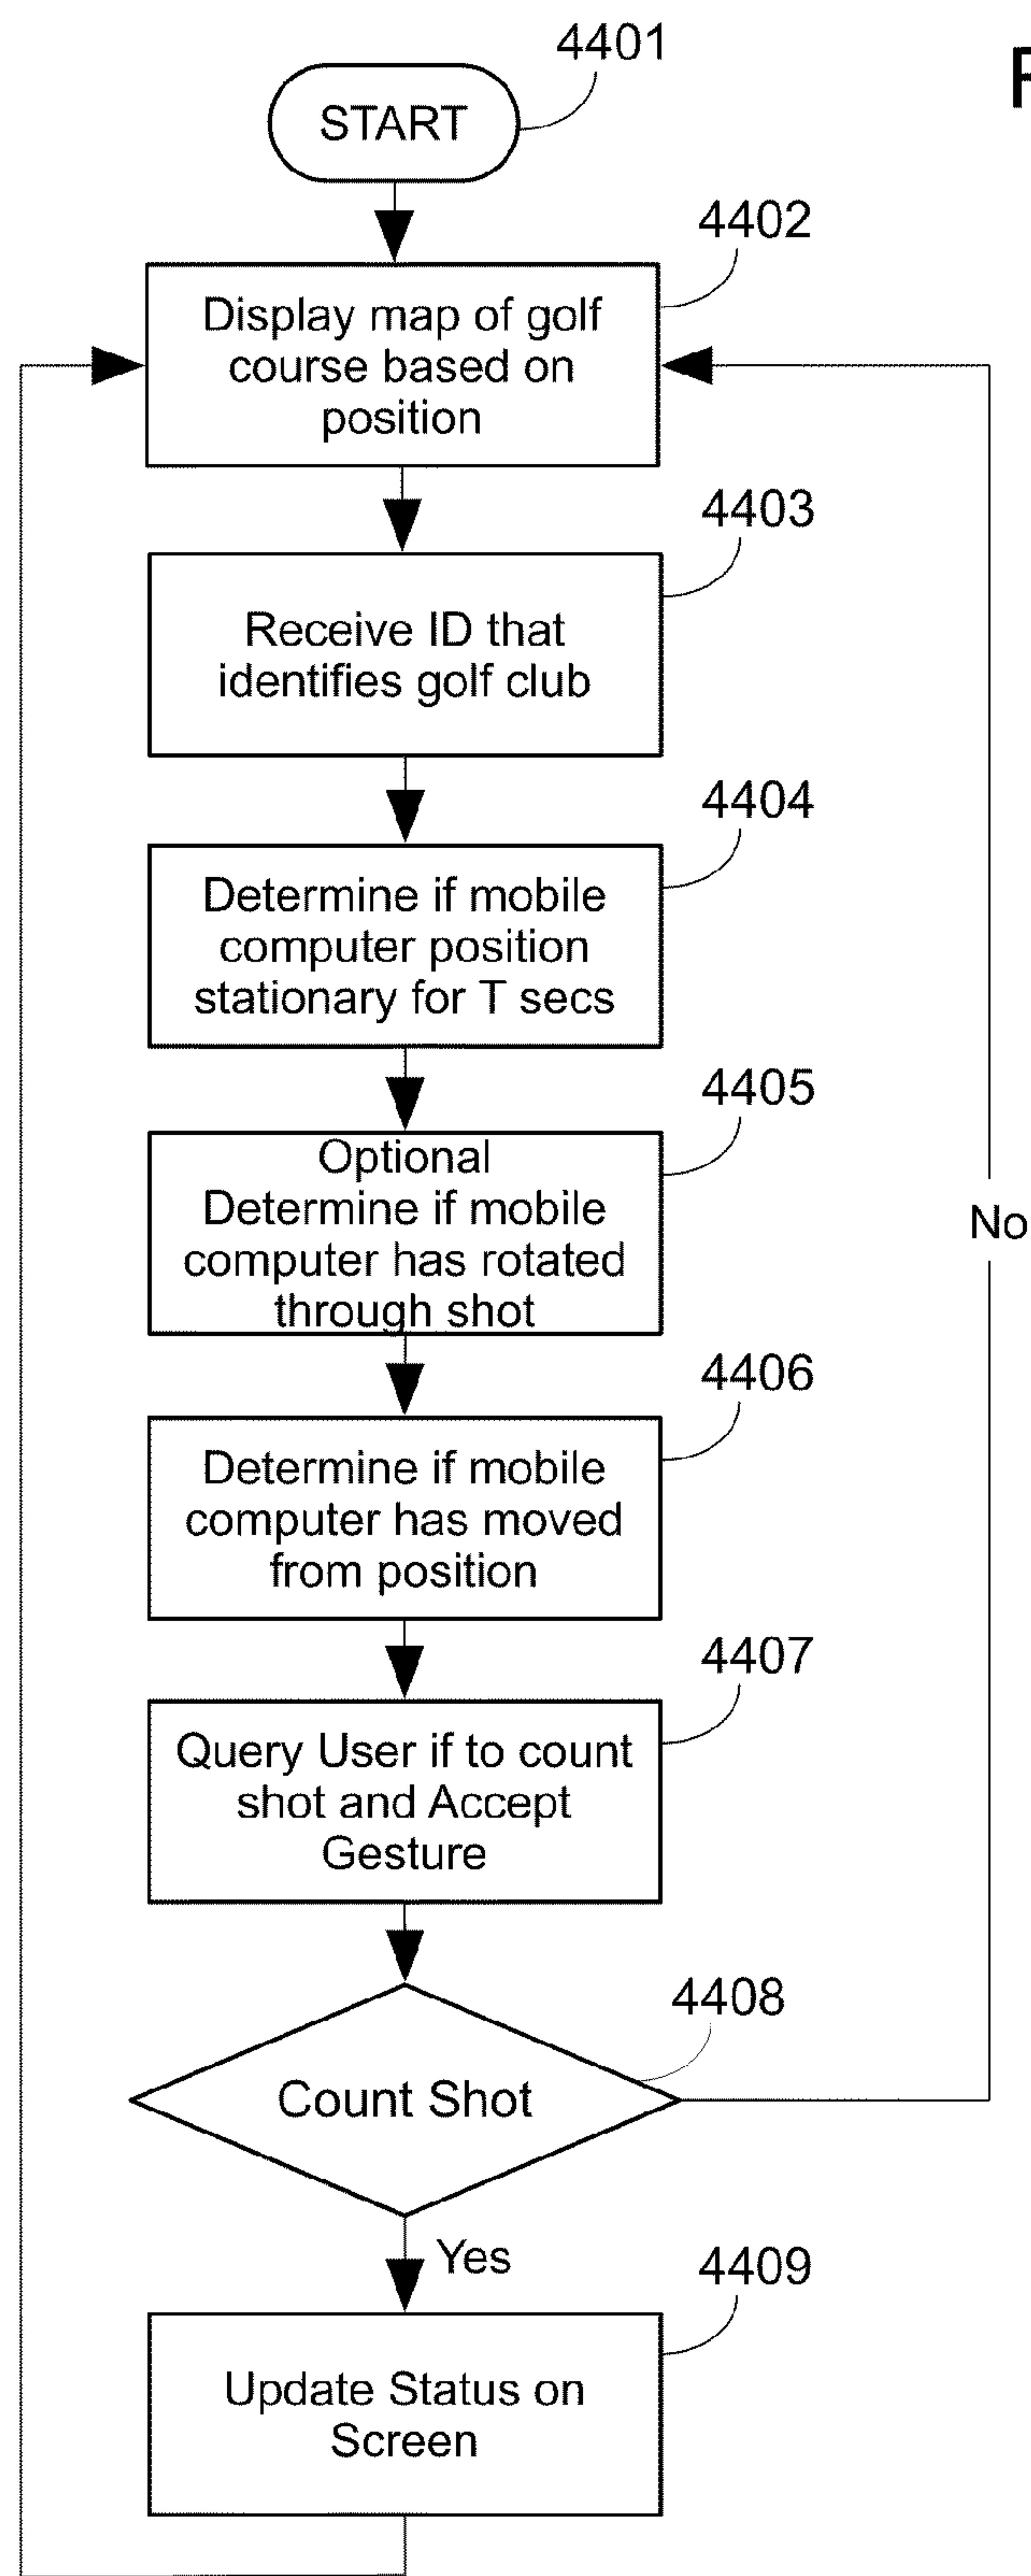 4401
START
4402
Display map of golf
course based on
position
4403
Receive ID that
identifies golf club
4404
Determine if mobile
computer position
stationary for T secs
4405
Optional
Determine if mobile
computer has rotated
through shot
No
4406
Determine if mobile
computer has moved
from position
4407
Query User if to count
shot and Accept
Gesture
4408
Count Shot
Yes
4409
Update Status on
Screen